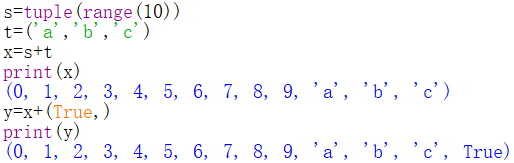 s=tuple(range(10))
t=('a','b','c')
x=s+t
print(x)
(0, 1, 2, 3, 4, 5, 6, 7, 8, 9, 'a', 'b', 'c')
y=x+(True,)
print(y)
(0, 1, 2, 3, 4, 5, 6, 7, 8, 9, 'a', 'b', 'c', True)